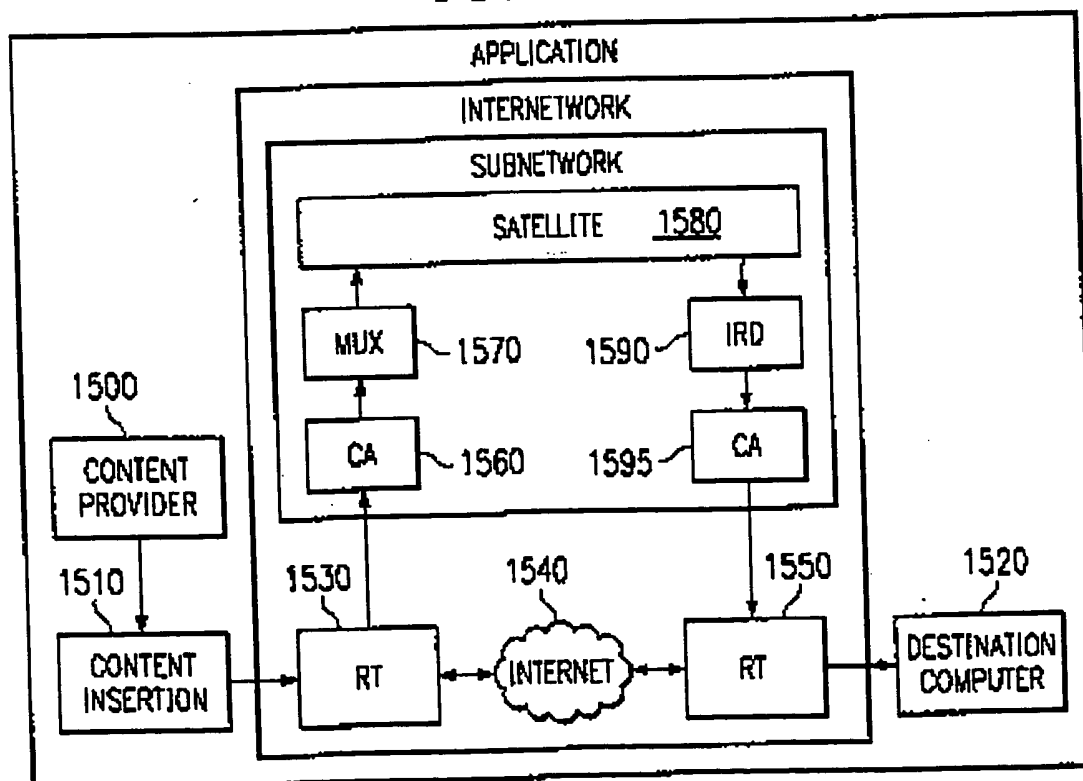 APPLICATION
INTERNETWORK
SUBNETWORK
SATELLITE 1580
MUX
1570
1590
IRD
1500
CONTENT
PROVIDER
CA
1560
1595
CA
1510
CONTENT
INSERTION
1530
RT
1540
INTERNET
1550
RT
1520
DESTINATION
COMPUTER